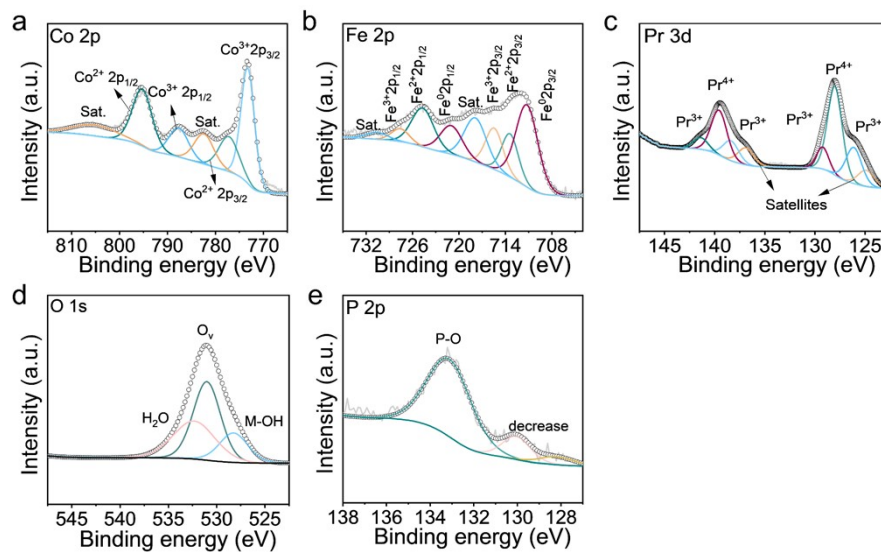 a
Co 2p
Co³⁺2p₃/₂
Co²⁺ 2p₁/₂
Co³⁺ 2p₁/₂
Sat.
Sat.
Co²⁺ 2p₃/₂
Intensity (a.u.)
810 800 790 780 770
Binding energy (eV)
b
Fe 2p
Sat.
Fe³⁺2p₁/₂
Fe²⁺2p₁/₂
Fe⁰2p₁/₂
Sat.
Fe³⁺2p₃/₂
Fe²⁺2p₃/₂
Fe⁰2p₃/₂
Intensity (a.u.)
732 726 720 714 708
Binding energy (eV)
c
Pr 3d
Pr⁴⁺
Pr⁴⁺
Pr³⁺
Pr³⁺
Pr³⁺
Pr³⁺
Satellites
Intensity (a.u.)
145 140 135 130 125
Binding energy (eV)
d
O 1s
Oᵥ
H₂O
M-OH
Intensity (a.u.)
545 540 535 530 525
Binding energy (eV)
e
P 2p
P-O
decrease
Intensity (a.u.)
138 136 134 132 130 128
Binding energy (eV)